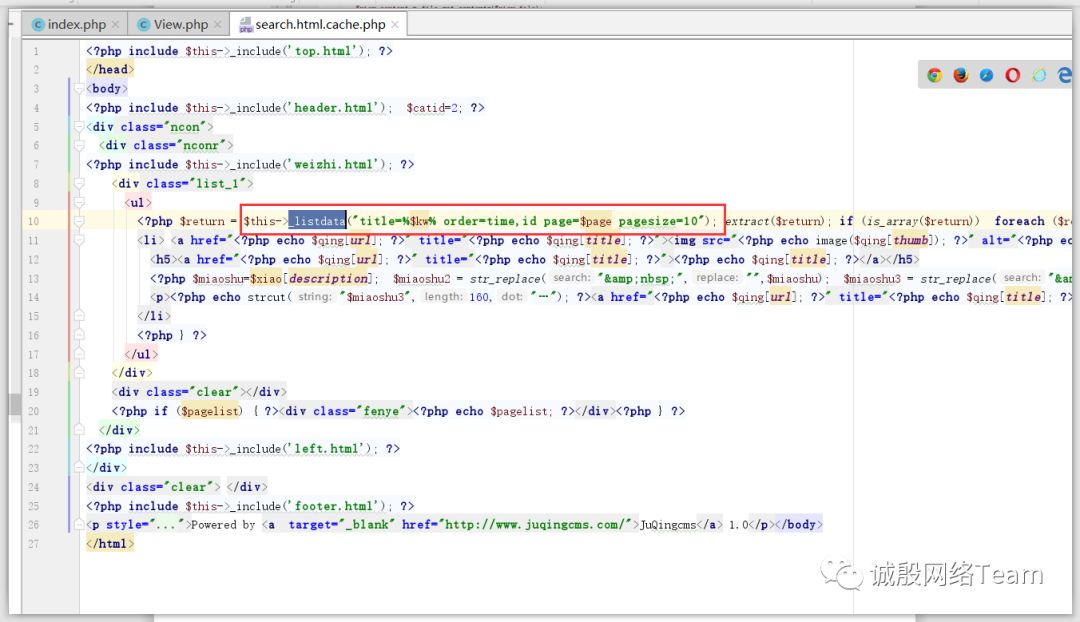 index.php View.php search.html.cache.php
1 <?php include $this->_include('top.html'); ?>
2 </head>
3 <body>
4 <?php include $this->_include('header.html'); $catid=2; ?>
5 <div class="ncon">
6 <div class="nconr">
7 <?php include $this->_include('weizhi.html'); ?>
8 <div class="list_1">
9 <ul>
10 <?php $return = $this->_listdata("title=%$kw% order=time,id page=$page pagesize=10"); extract($return); if (is_array($return)) foreach ($re
11 <li> <a href="<?php echo $qing[url]; ?>" title="<?php echo $qing[title]; ?>"><img src="<?php echo image($qing[thumb]); ?>" alt="<?php e
12 <h5><a href="<?php echo $qing[url]; ?>" title="<?php echo $qing[title]; ?>"><?php echo $qing[title]; ?></a></h5>
13 <?php $miaoshu=$xiao[description]; $miaoshu2 = str_replace( search: "&amp;nbsp;", replace: "",$miaoshu); $miaoshu3 = str_replace( search: "&am
14 <p><?php echo strcut( string: "$miaoshu3", length: 160, dot: "…"); ?><a href="<?php echo $qing[url]; ?>" title="<?php echo $qing[title]; ?>
15 </li>
16 <?php } ?>
17 </ul>
18 </div>
19 <div class="clear"></div>
20 <?php if ($pagelist) { ?><div class="fenye"><?php echo $pagelist; ?></div><?php } ?>
21 </div>
22 <?php include $this->_include('left.html'); ?>
23 </div>
24 <div class="clear"> </div>
25 <?php include $this->_include('footer.html'); ?>
26 <p style="...">Powered by <a target="_blank" href="http://www.juqingcms.com/">JuQingcms</a> 1.0</p></body>
27 </html>
诚殷网络Team